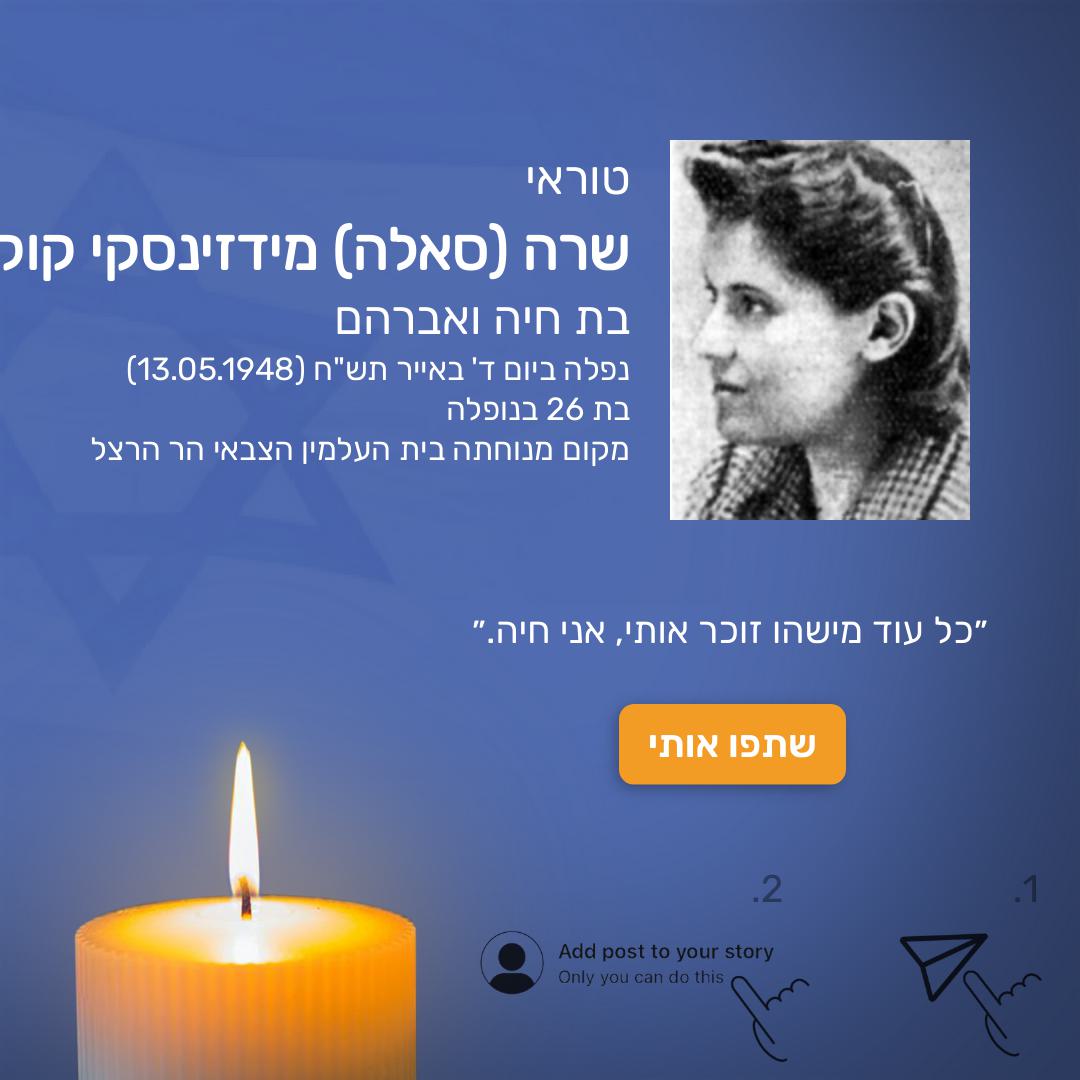 טוראי
שרה (סאלה) מידזינסקי
בת חיה ואברהם
נפלה ביום ד' באייר תש"ח (13.05.1948)
בת 26 בנופלה
מקום מנוחתה בית העלמין הצבאי הר הרצל
"כל עוד מישהו זוכר אותי, אני חיה."
שתפו אותי
1.
2.
Add post to your story
Only you can do this